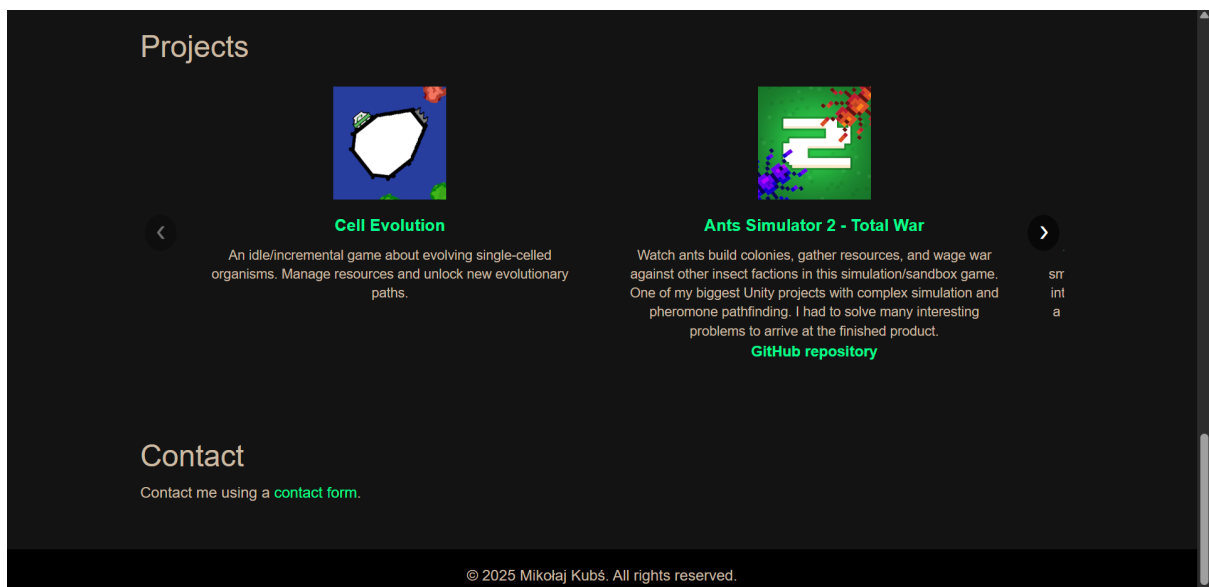 Projects
Cell Evolution
An idle/incremental game about evolving single-celled
organisms. Manage resources and unlock new evolutionary
paths.
Ants Simulator 2 - Total War
Watch ants build colonies, gather resources, and wage war
against other insect factions in this simulation/sandbox game.
One of my biggest Unity projects with complex simulation and
pheromone pathfinding. I had to solve many interesting
problems to arrive at the finished product.
GitHub repository
sm
int
a
Contact
Contact me using a contact form.
© 2025 Mikołaj Kubś. All rights reserved.